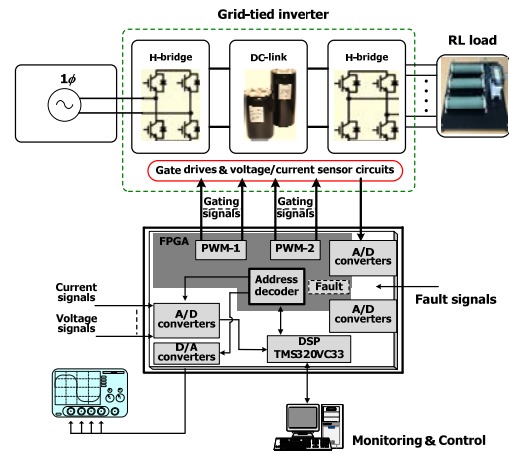 Grid-tied inverter
RL load
H-bridge
DC-link
H-bridge
1ϕ
Gate drives & voltage/current sensor circuits
Gating
signals
Gating
signals
FPGA
PWM-1
PWM-2
A/D
converters
Address
decoder
Fault
Current
signals
Fault signals
A/D
converters
A/D
converters
Voltage
signals
D/A
converters
DSP
TMS320VC33
Monitoring & Control